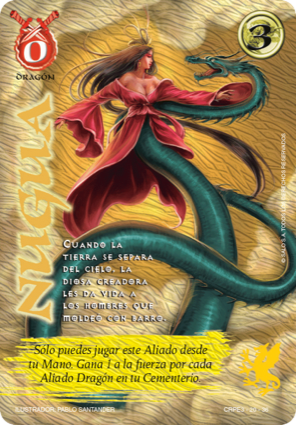 0
3
DRAGÓN
NUGUA
CUANDO LA
TIERRA SE SEPARA
DEL CIELO, LA
DIOSA CREADORA
LES DA VIDA A
LOS HOMBRES QUE
MOLDEO CON BARRO.
Sólo puedes jugar este Aliado desde
tu Mano. Gana 1 a la fuerza por cada
Aliado Dragón en tu Cementerio.
ILUSTRADOR: PABLO SANTANDER